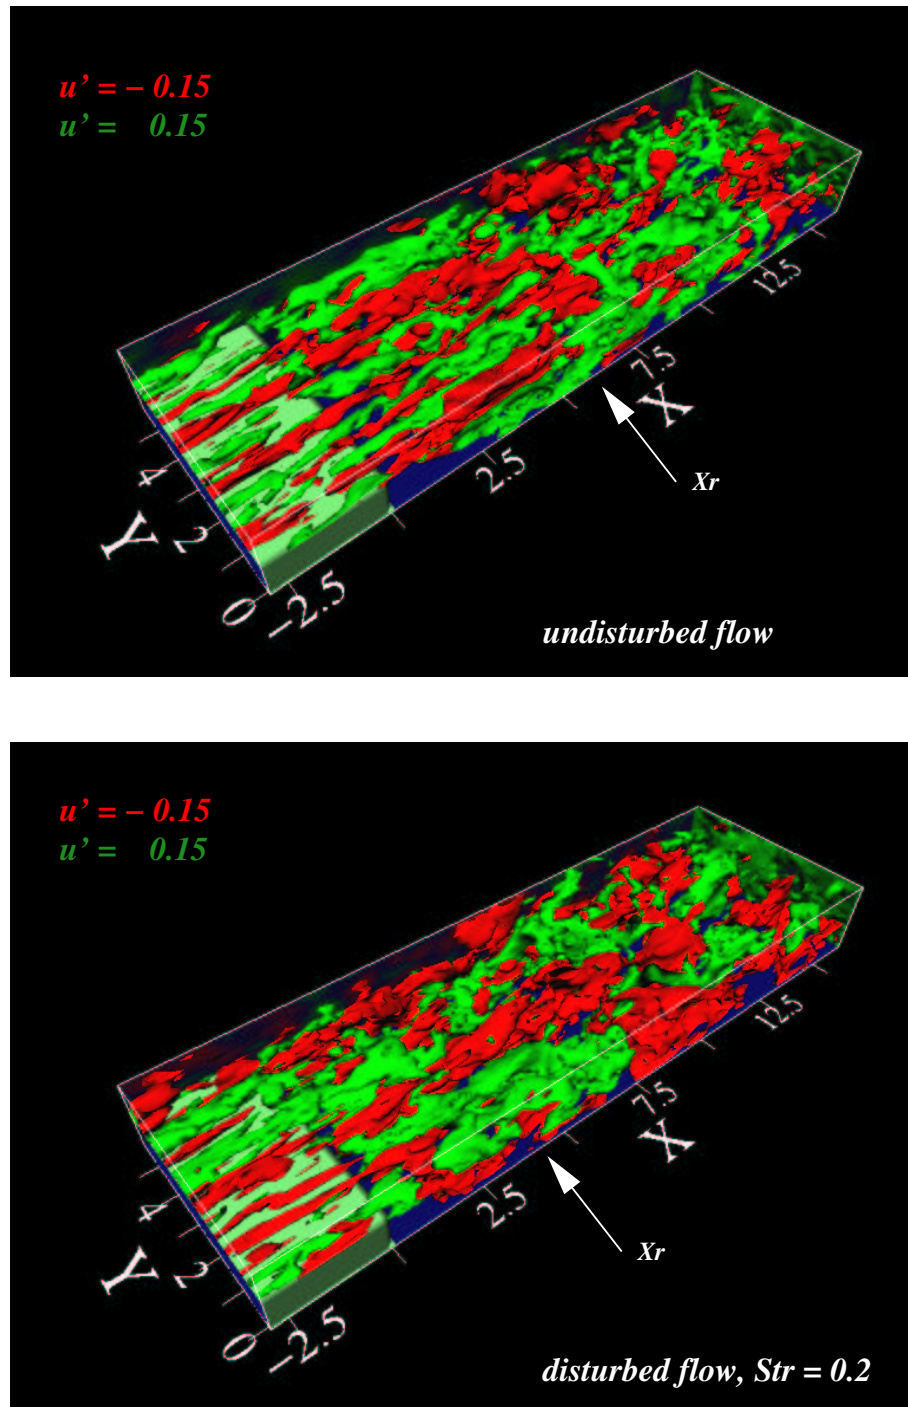 u’ = − 0.15
u’ = 0.15
12.5
7.5
X
Xr
2.5
4
Y
2
0
−2.5
undisturbed flow
u’ = − 0.15
u’ = 0.15
12.5
7.5
X
2.5
Xr
4
Y
2
0
−2.5
disturbed flow, Str = 0.2